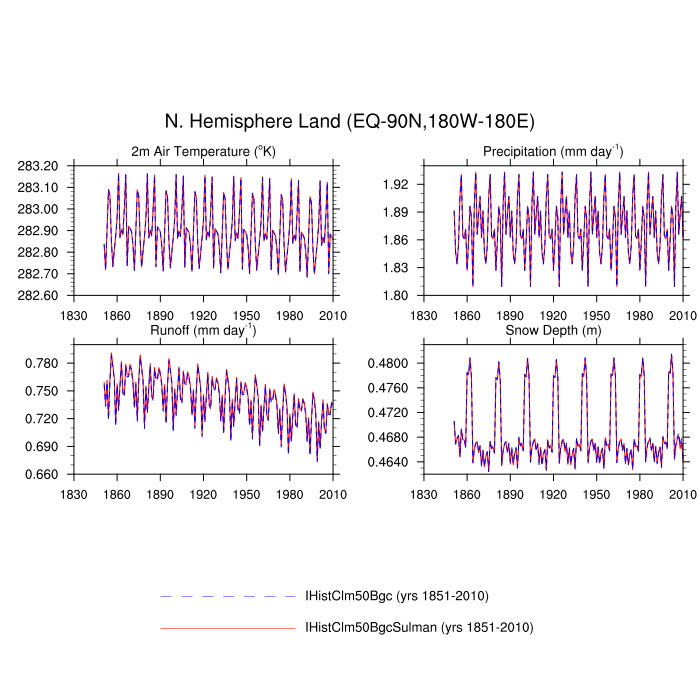 N. Hemisphere Land (EQ-90N,180W-180E)
2m Air Temperature (°K)
Precipitation (mm day⁻¹)
283.20
283.10
283.00
282.90
282.80
282.70
282.60
1830 1860 1890 1920 1950 1980 2010
1.92
1.89
1.86
1.83
1.80
1830 1860 1890 1920 1950 1980 2010
Runoff (mm day⁻¹)
Snow Depth (m)
0.780
0.750
0.720
0.690
0.660
1830 1860 1890 1920 1950 1980 2010
0.4800
0.4760
0.4720
0.4680
0.4640
1830 1860 1890 1920 1950 1980 2010
IHistClm50Bgc (yrs 1851-2010)
IHistClm50BgcSulman (yrs 1851-2010)